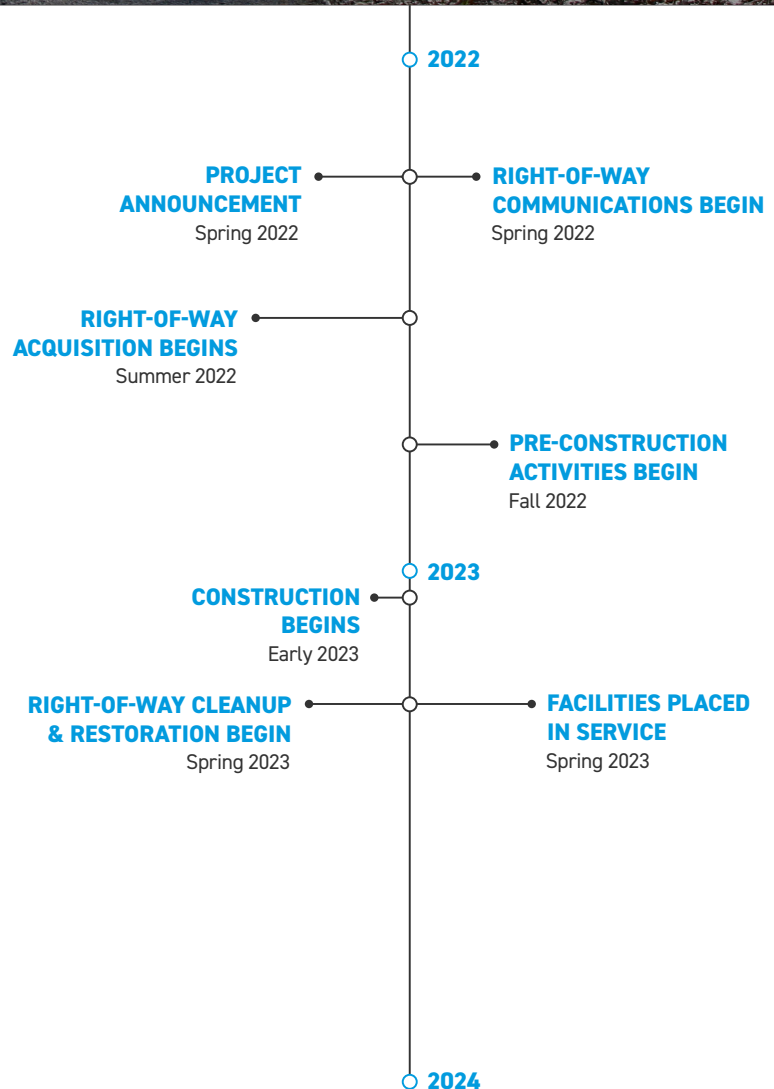 2022
PROJECT
ANNOUNCEMENT
Spring 2022
RIGHT-OF-WAY
COMMUNICATIONS BEGIN
Spring 2022
RIGHT-OF-WAY
ACQUISITION BEGINS
Summer 2022
PRE-CONSTRUCTION
ACTIVITIES BEGIN
Fall 2022
2023
CONSTRUCTION
BEGINS
Early 2023
RIGHT-OF-WAY CLEANUP
& RESTORATION BEGIN
Spring 2023
FACILITIES PLACED
IN SERVICE
Spring 2023
2024